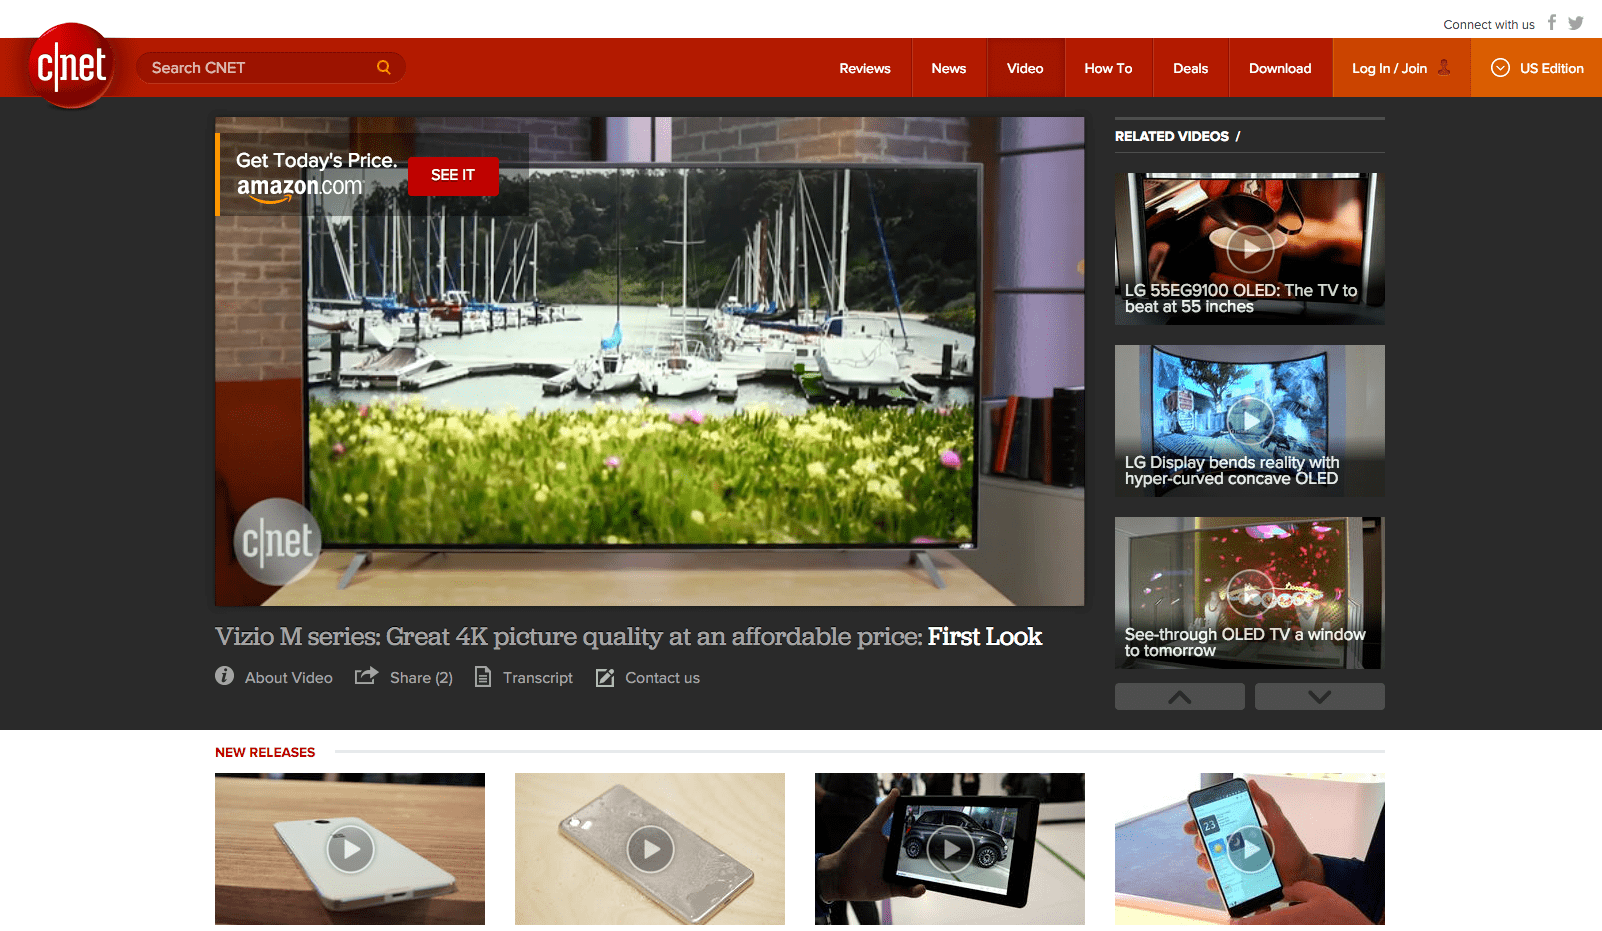 Connect with us
c|net
Search CNET
Reviews
News
Video
How To
Deals
Download
Log In / Join
US Edition
Get Today's Price.
amazon.com
SEE IT
c|net
Vizio M series: Great 4K picture quality at an affordable price: First Look
About Video
Share (2)
Transcript
Contact us
RELATED VIDEOS /
LG 55EG9100 OLED: The TV to
beat at 55 inches
LG Display bends reality with
hyper-curved concave OLED
See-through OLED TV a window
to tomorrow
NEW RELEASES
23